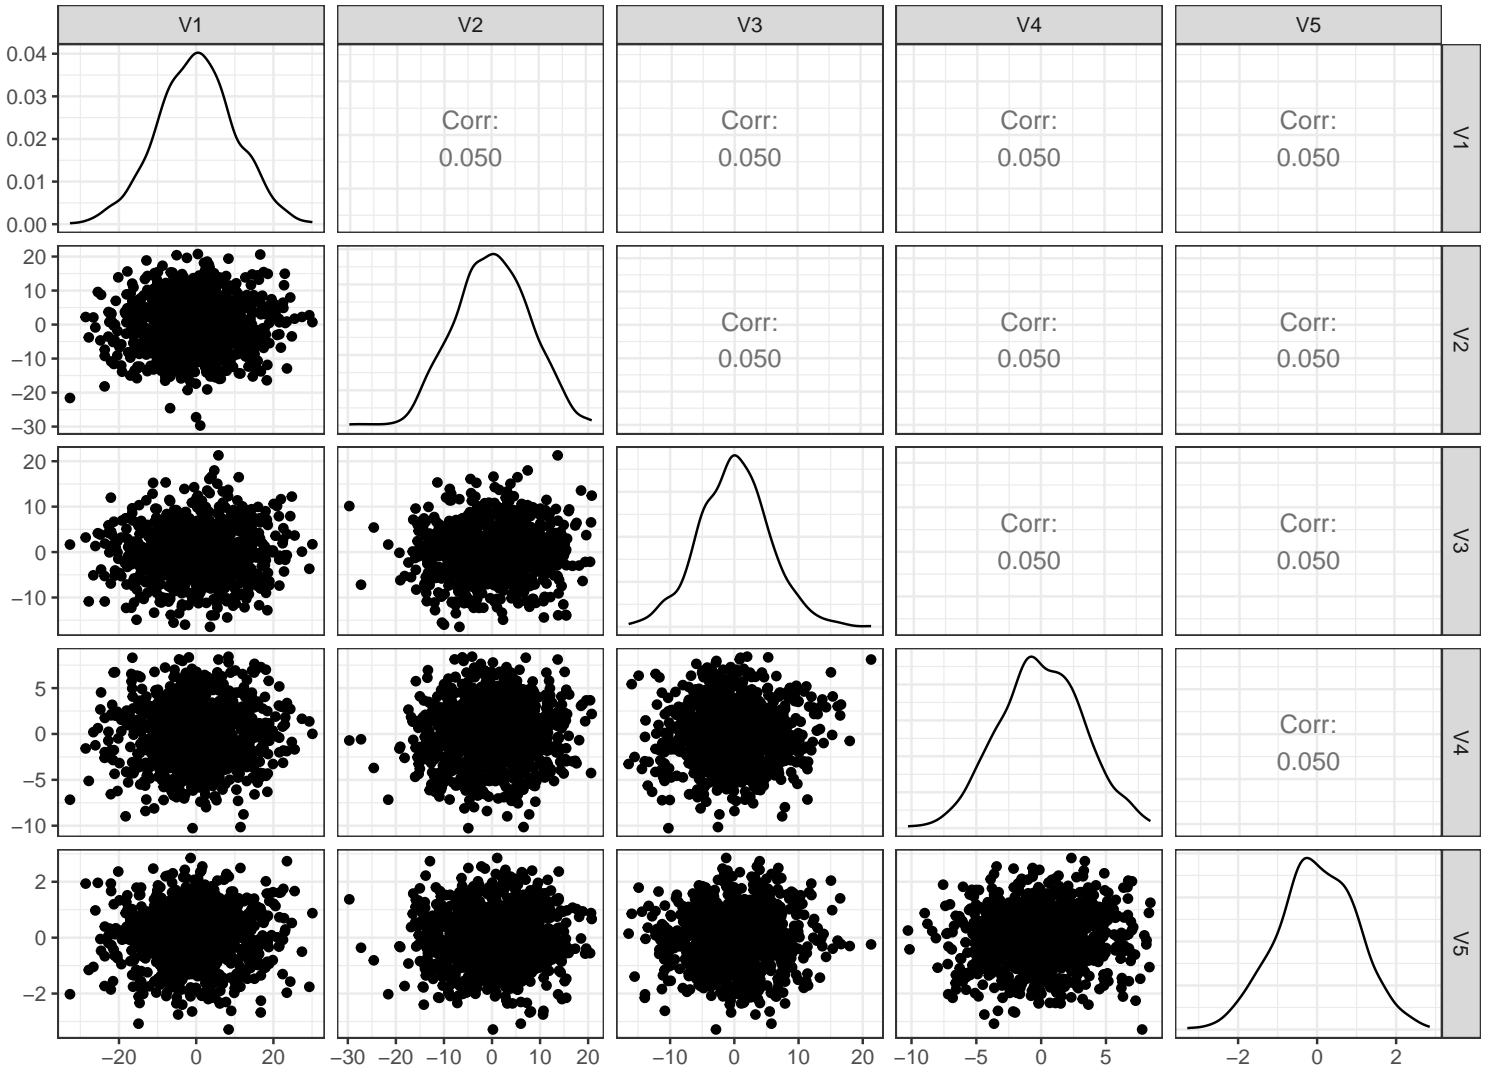 V1 V2 V3 V4 V5
0.04
0.03
0.02
0.01
0.00
Corr: Corr: Corr: Corr:
0.050 0.050 0.050 0.050
V1
20
10
0
−10
−20
−30
Corr: Corr: Corr:
0.050 0.050 0.050
V2
20
10
0
−10
Corr: Corr:
0.050 0.050
V3
5
0
−5
−10
Corr:
0.050
V4
2
0
−2
V5
−20 0 20 −30 −20 −10 0 10 20 −10 0 10 20 −10 −5 0 5 −2 0 2